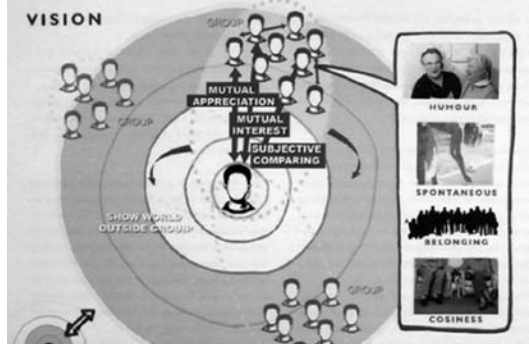 VISION
GROUP
GROUP
MUTUAL
APPRECIATION
MUTUAL
INTEREST
SUBJECTIVE
COMPARING
SHOW WORLD
OUTSIDE GROUP
GROUP
HUMOUR
SPONTANEOUS
BELONGING
COSINESS